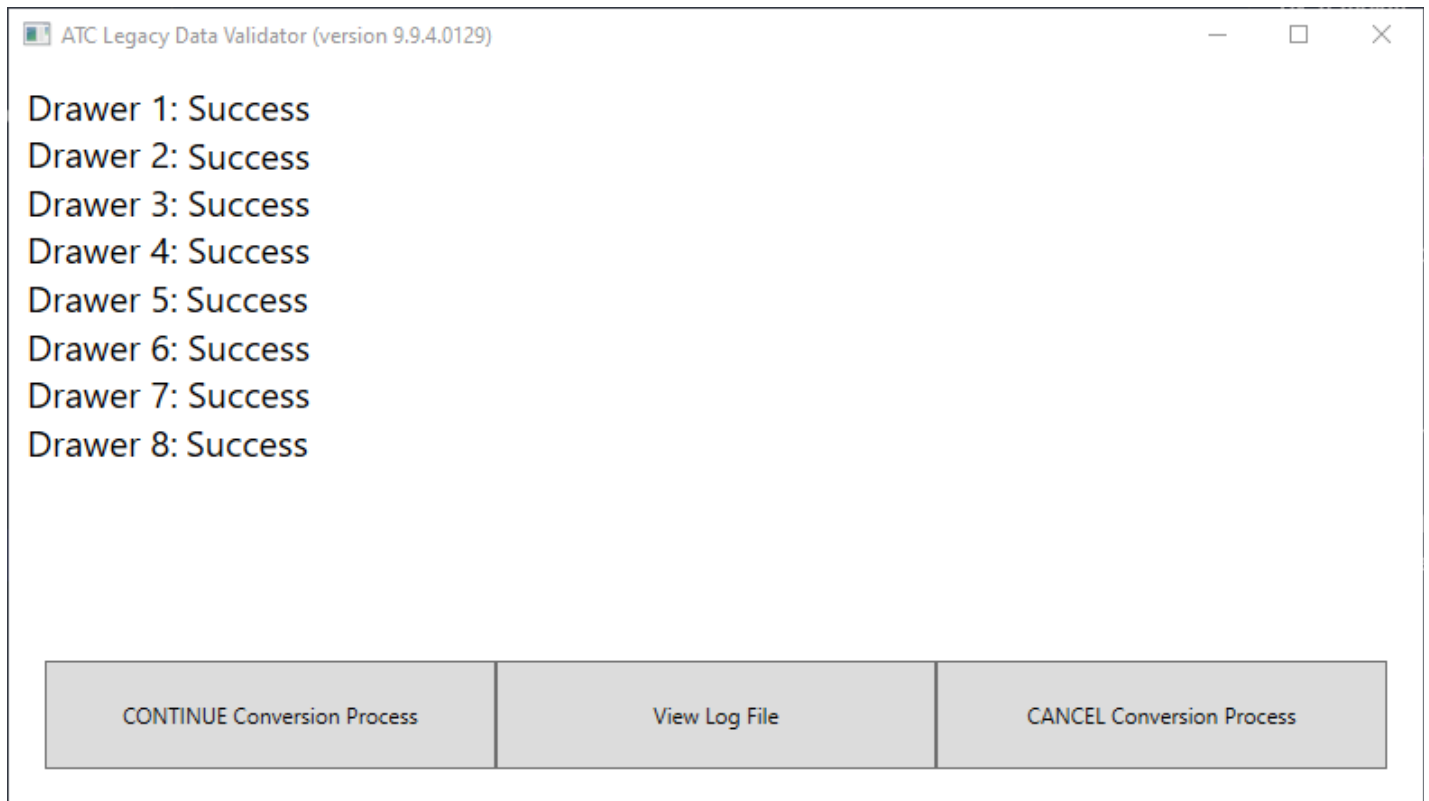 ATC Legacy Data Validator (version 9.9.4.0129)
Drawer 1: Success
Drawer 2: Success
Drawer 3: Success
Drawer 4: Success
Drawer 5: Success
Drawer 6: Success
Drawer 7: Success
Drawer 8: Success
CONTINUE Conversion Process
View Log File
CANCEL Conversion Process